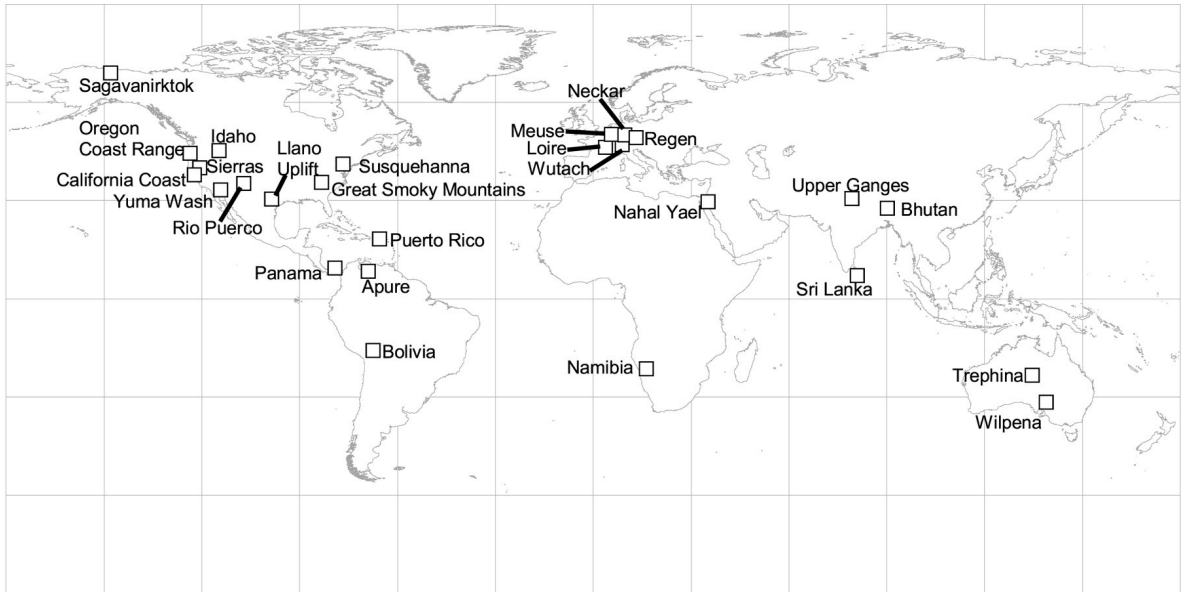 Sagavanirktok
Neckar
Oregon
Coast Range
Idaho
Meuse
Regen
Llano
Uplift
Loire
Sierras
Susquehanna
Wutach
California Coast
Great Smoky Mountains
Upper Ganges
Yuma Wash
Nahal Yael
Bhutan
Rio Puerco
Puerto Rico
Panama
Apure
Sri Lanka
Bolivia
Namibia
Trephina
Wilpena